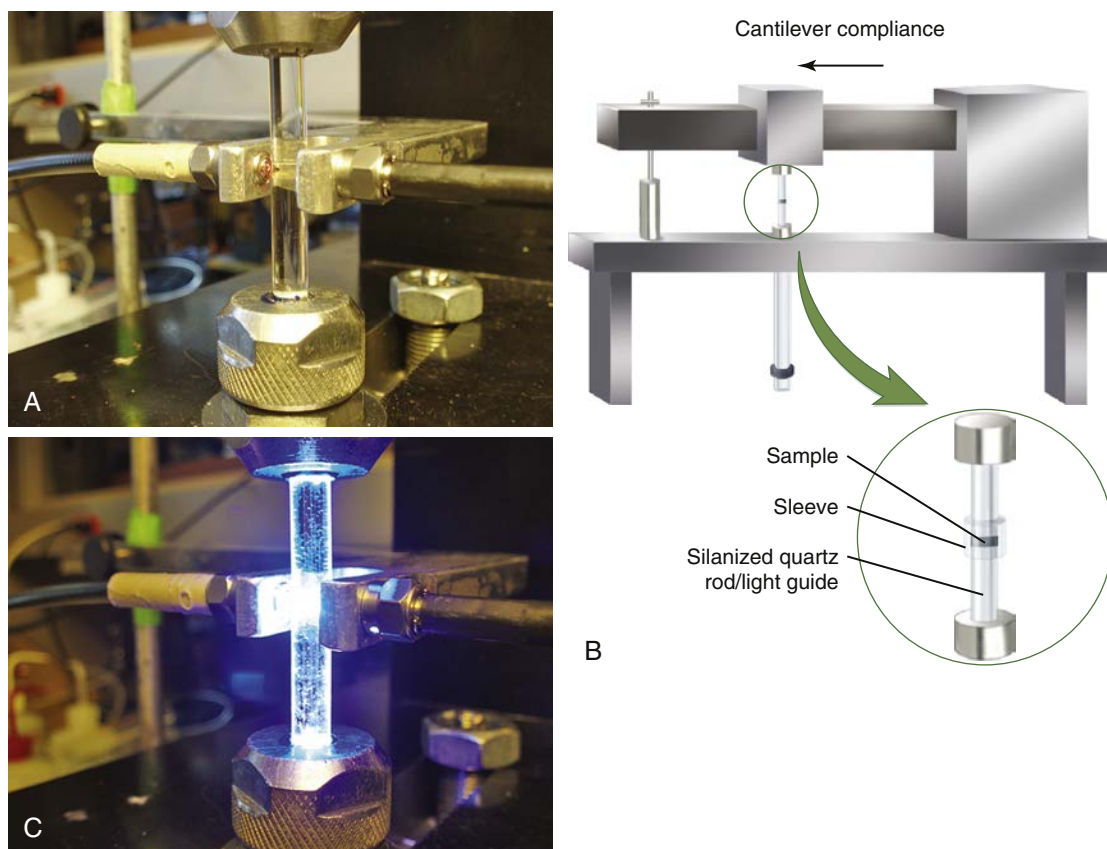 A
Cantilever compliance
Sample
Sleeve
Silanized quartz
rod/light guide
B
C